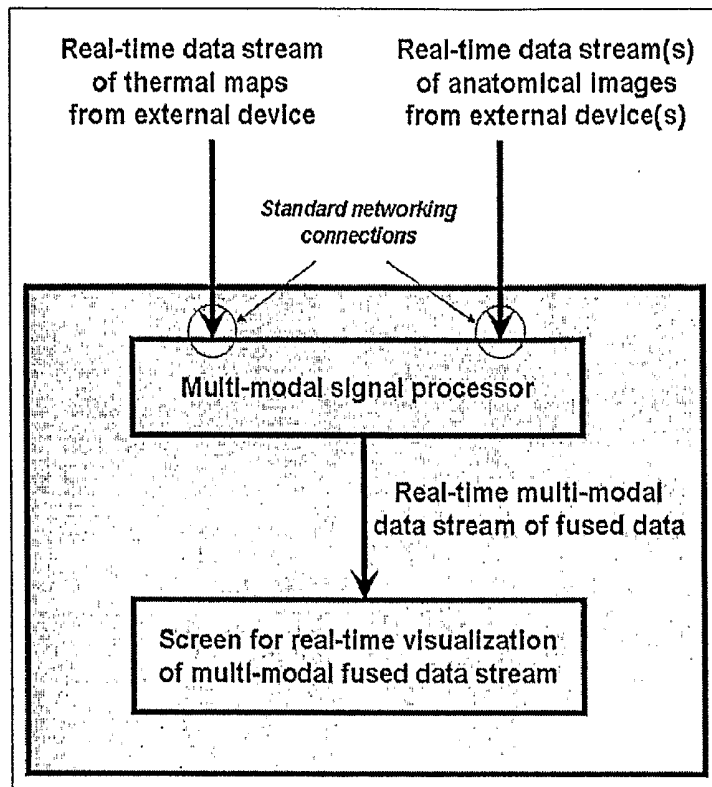 Real-time data stream
of thermal maps
from external device
Real-time data stream(s)
of anatomical images
from external device(s)
Standard networking
connections
Multi-modal signal processor
Real-time multi-modal
data stream of fused data
Screen for real-time visualization
of multi-modal fused data stream